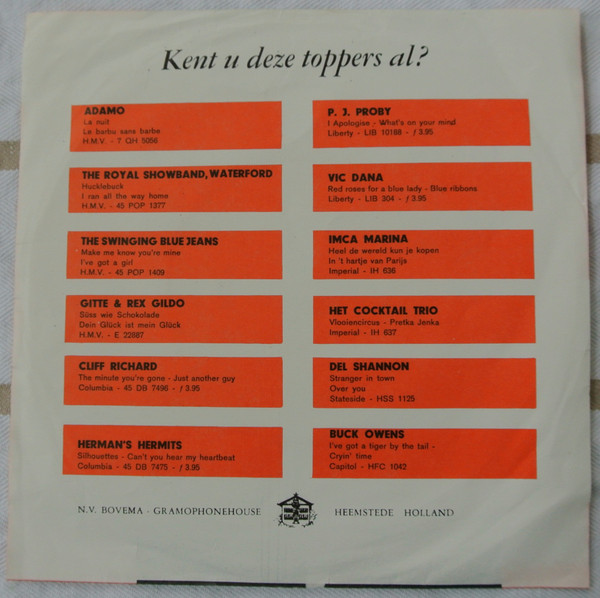 Kent u deze toppers al?
ADAMO
La nuit
Le barbu sans barbe
H.M.V. - 7 QH 5056
THE ROYAL SHOWBAND, WATERFORD
Hucklebuck
I ran all the way home
H.M.V. - 45 POP 1377
THE SWINGING BLUE JEANS
Make me know you're mine
I've got a girl
H.M.V. - 45 POP 1409
GITTE & REX GILDO
Süss wie Schokolade
Dein Glück ist mein Glück
H.M.V. - E 22887
CLIFF RICHARD
The minute you're gone - Just another guy
Columbia - 45 DB 7496 - ƒ 3.95
HERMAN'S HERMITS
Silhouettes - Can't you hear my heartbeat
Columbia - 45 DB 7475 - ƒ 3.95
P. J. PROBY
I Apologise - What's on your mind
Liberty - LIB 10188 - ƒ 3.95
VIC DANA
Red roses for a blue lady - Blue ribbons
Liberty - LIB 304 - ƒ 3.95
IMCA MARINA
Heel de wereld kun je kopen
In 't hartje van Parijs
Imperial - IH 636
HET COCKTAIL TRIO
Vlooiencircus - Pretka Jenka
Imperial - IH 637
DEL SHANNON
Stranger in town
Over you
Stateside - HSS 1125
BUCK OWENS
I've got a tiger by the tail -
Cryin' time
Capitol - HFC 1042
N.V. BOVEMA - GRAMOPHONEHOUSE HEEMSTEDE HOLLAND